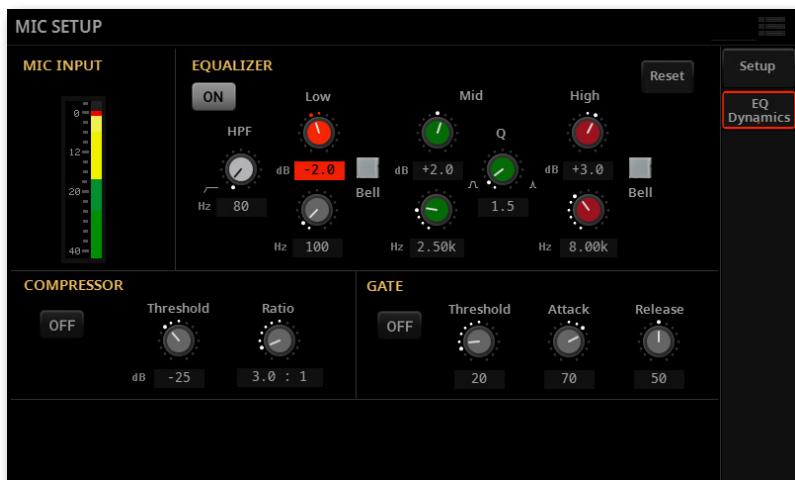 MIC SETUP
MIC INPUT
EQUALIZER
Reset
Setup
ON
Low
Mid
High
EQ
Dynamics
0
HPF
Q
12
dB -2.0
dB +2.0
dB +3.0
Bell
Bell
20
Hz 80
1.5
40
Hz 100
Hz 2.50k
Hz 8.00k
COMPRESSOR
GATE
OFF
Threshold
Ratio
OFF
Threshold
Attack
Release
dB -25
3.0 : 1
20
70
50